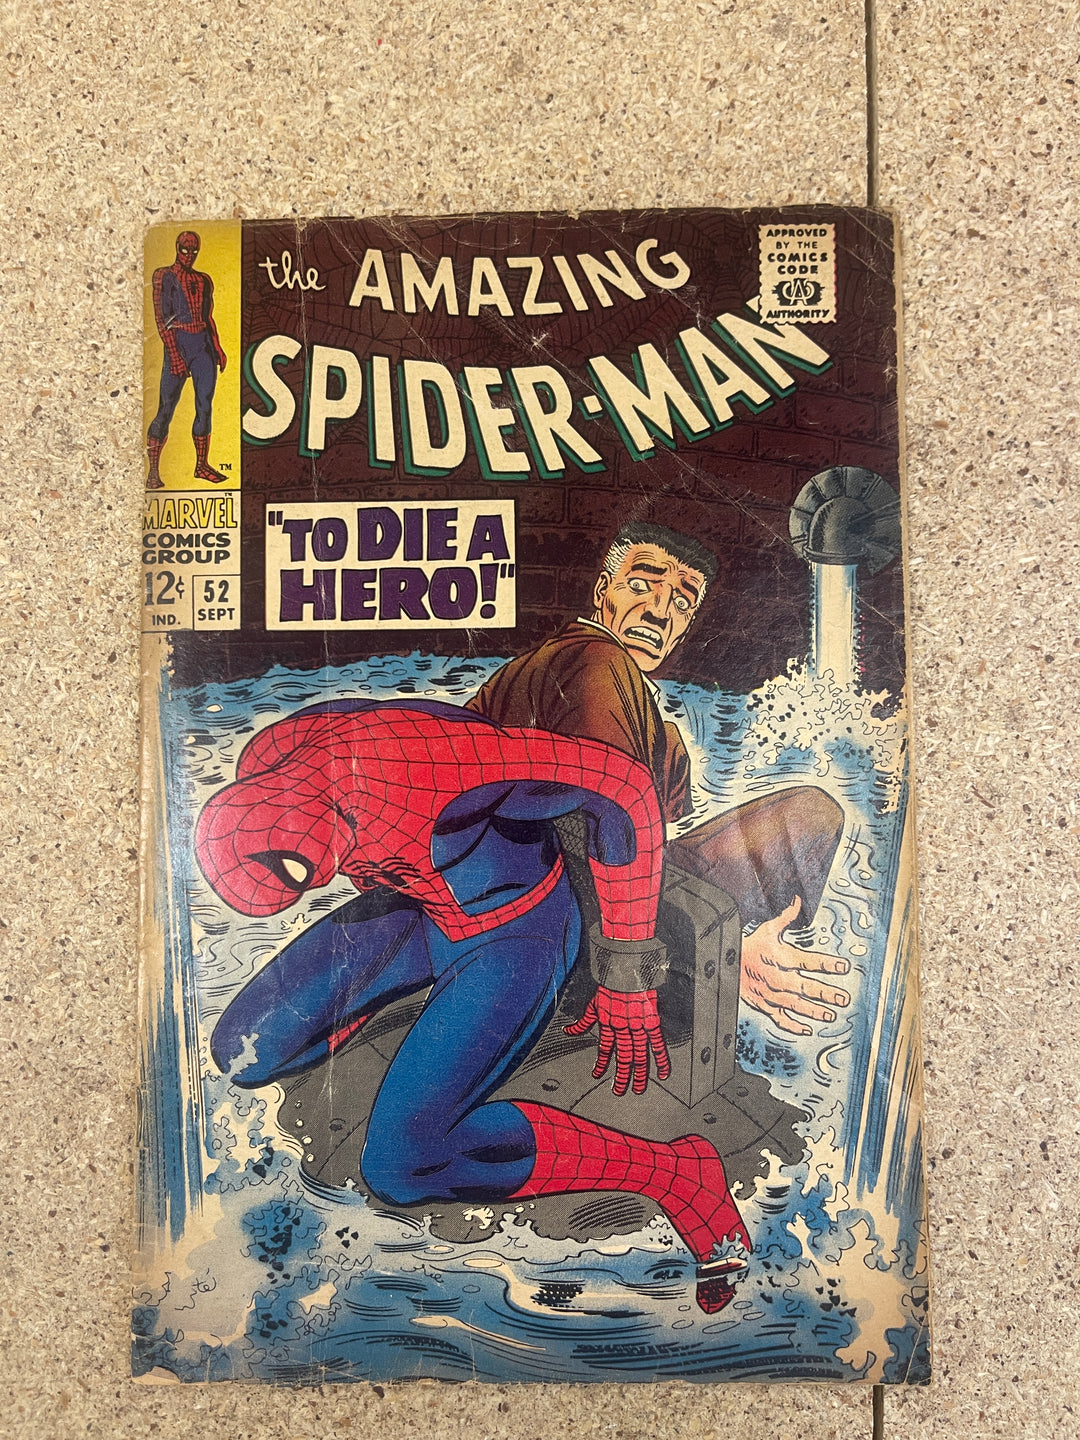 the AMAZING
SPIDER-MAN
APPROVED
BY THE
COMICS
CODE
CA
AUTHORITY
TM
MARVEL
TM
COMICS
GROUP
12¢
IND.
52
SEPT
"TO DIE A
HERO!"